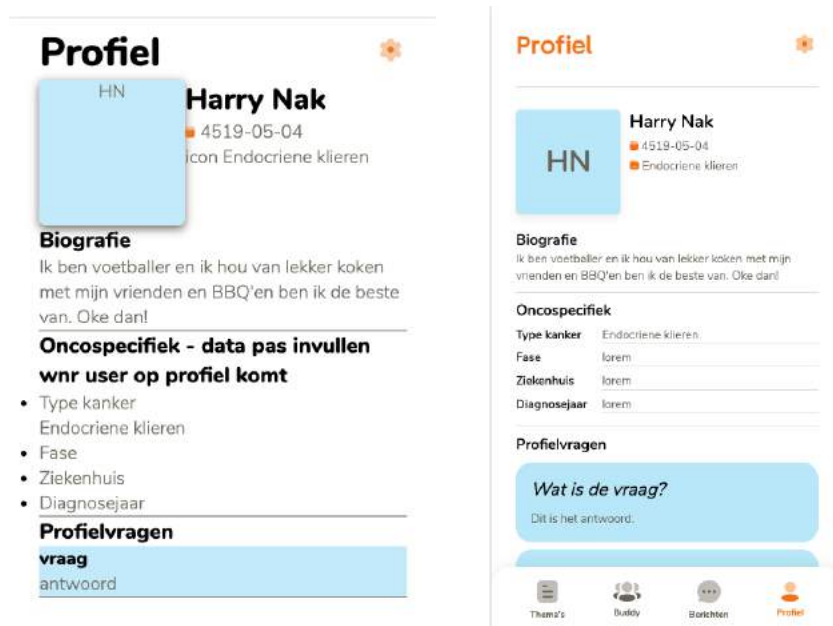 Profiel
HN
Harry Nak
4519-05-04
icon Endocriene klieren
Biografie
Ik ben voetballer en ik hou van lekker koken
met mijn vrienden en BBQ'en ben ik de beste
van. Oke dan!
Oncospecifiek - data pas invullen
wnr user op profiel komt
Type kanker
Endocriene klieren
Fase
Ziekenhuis
Diagnosejaar
Profielvragen
vraag
antwoord
Profiel
HN
Harry Nak
4519-05-04
Endocriene klieren
Biografie
Ik ben voetballer en ik hou van lekker koken met mijn
vrienden en BBQ'en ben ik de beste van. Oke dan!
Oncospecifiek
Type kanker Endocriene klieren
Fase lorem
Ziekenhuis lorem
Diagnosejaar lorem
Profielvragen
Wat is de vraag?
Dit is het antwoord.
Thema's Buddy Berichten Profiel